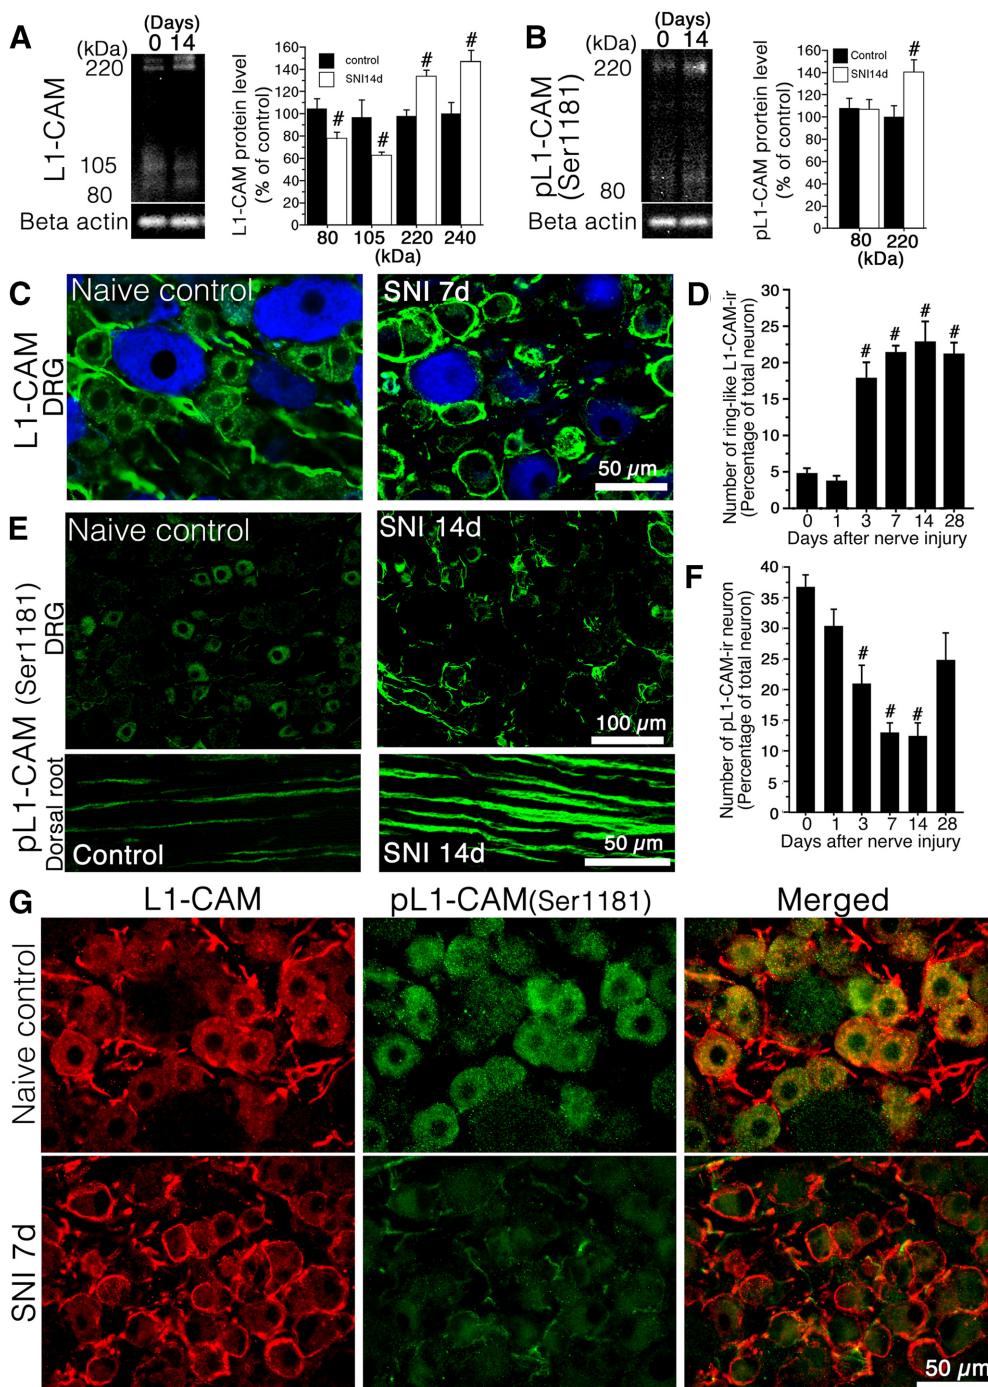 A
(Days)
0 14
(kDa)
220
L1-CAM
105
80
Beta actin
L1-CAM protein level
(% of control)
160
140
120
100
80
60
40
20
0
control
SNI14d
# # # #
80 105 220 240
(kDa)
B
(Days)
0 14
220
pL1-CAM
(Ser1181)
80
Beta actin
pL1-CAM prortein level
(% of control)
160
140
120
100
80
60
40
20
0
Control
SNI14d
#
80 220
(kDa)
C
L1-CAM
DRG
Naive control
SNI 7d
50 µm
D
Number of ring-like L1-CAM-ir
(Percentage of total neuron)
30
25
20
15
10
5
0
# # # #
0 1 3 7 14 28
Days after nerve injury
E
pL1-CAM (Ser1181)
DRG
Naive control
SNI 14d
100 µm
Dorsal root
Control
SNI 14d
50 µm
F
Number of pL1-CAM-ir neuron
(Percentage of total neuron)
40
35
30
25
20
15
10
5
0
# # #
0 1 3 7 14 28
Days after nerve injury
G
L1-CAM pL1-CAM(Ser1181) Merged
Naive control
SNI 7d
50 µm